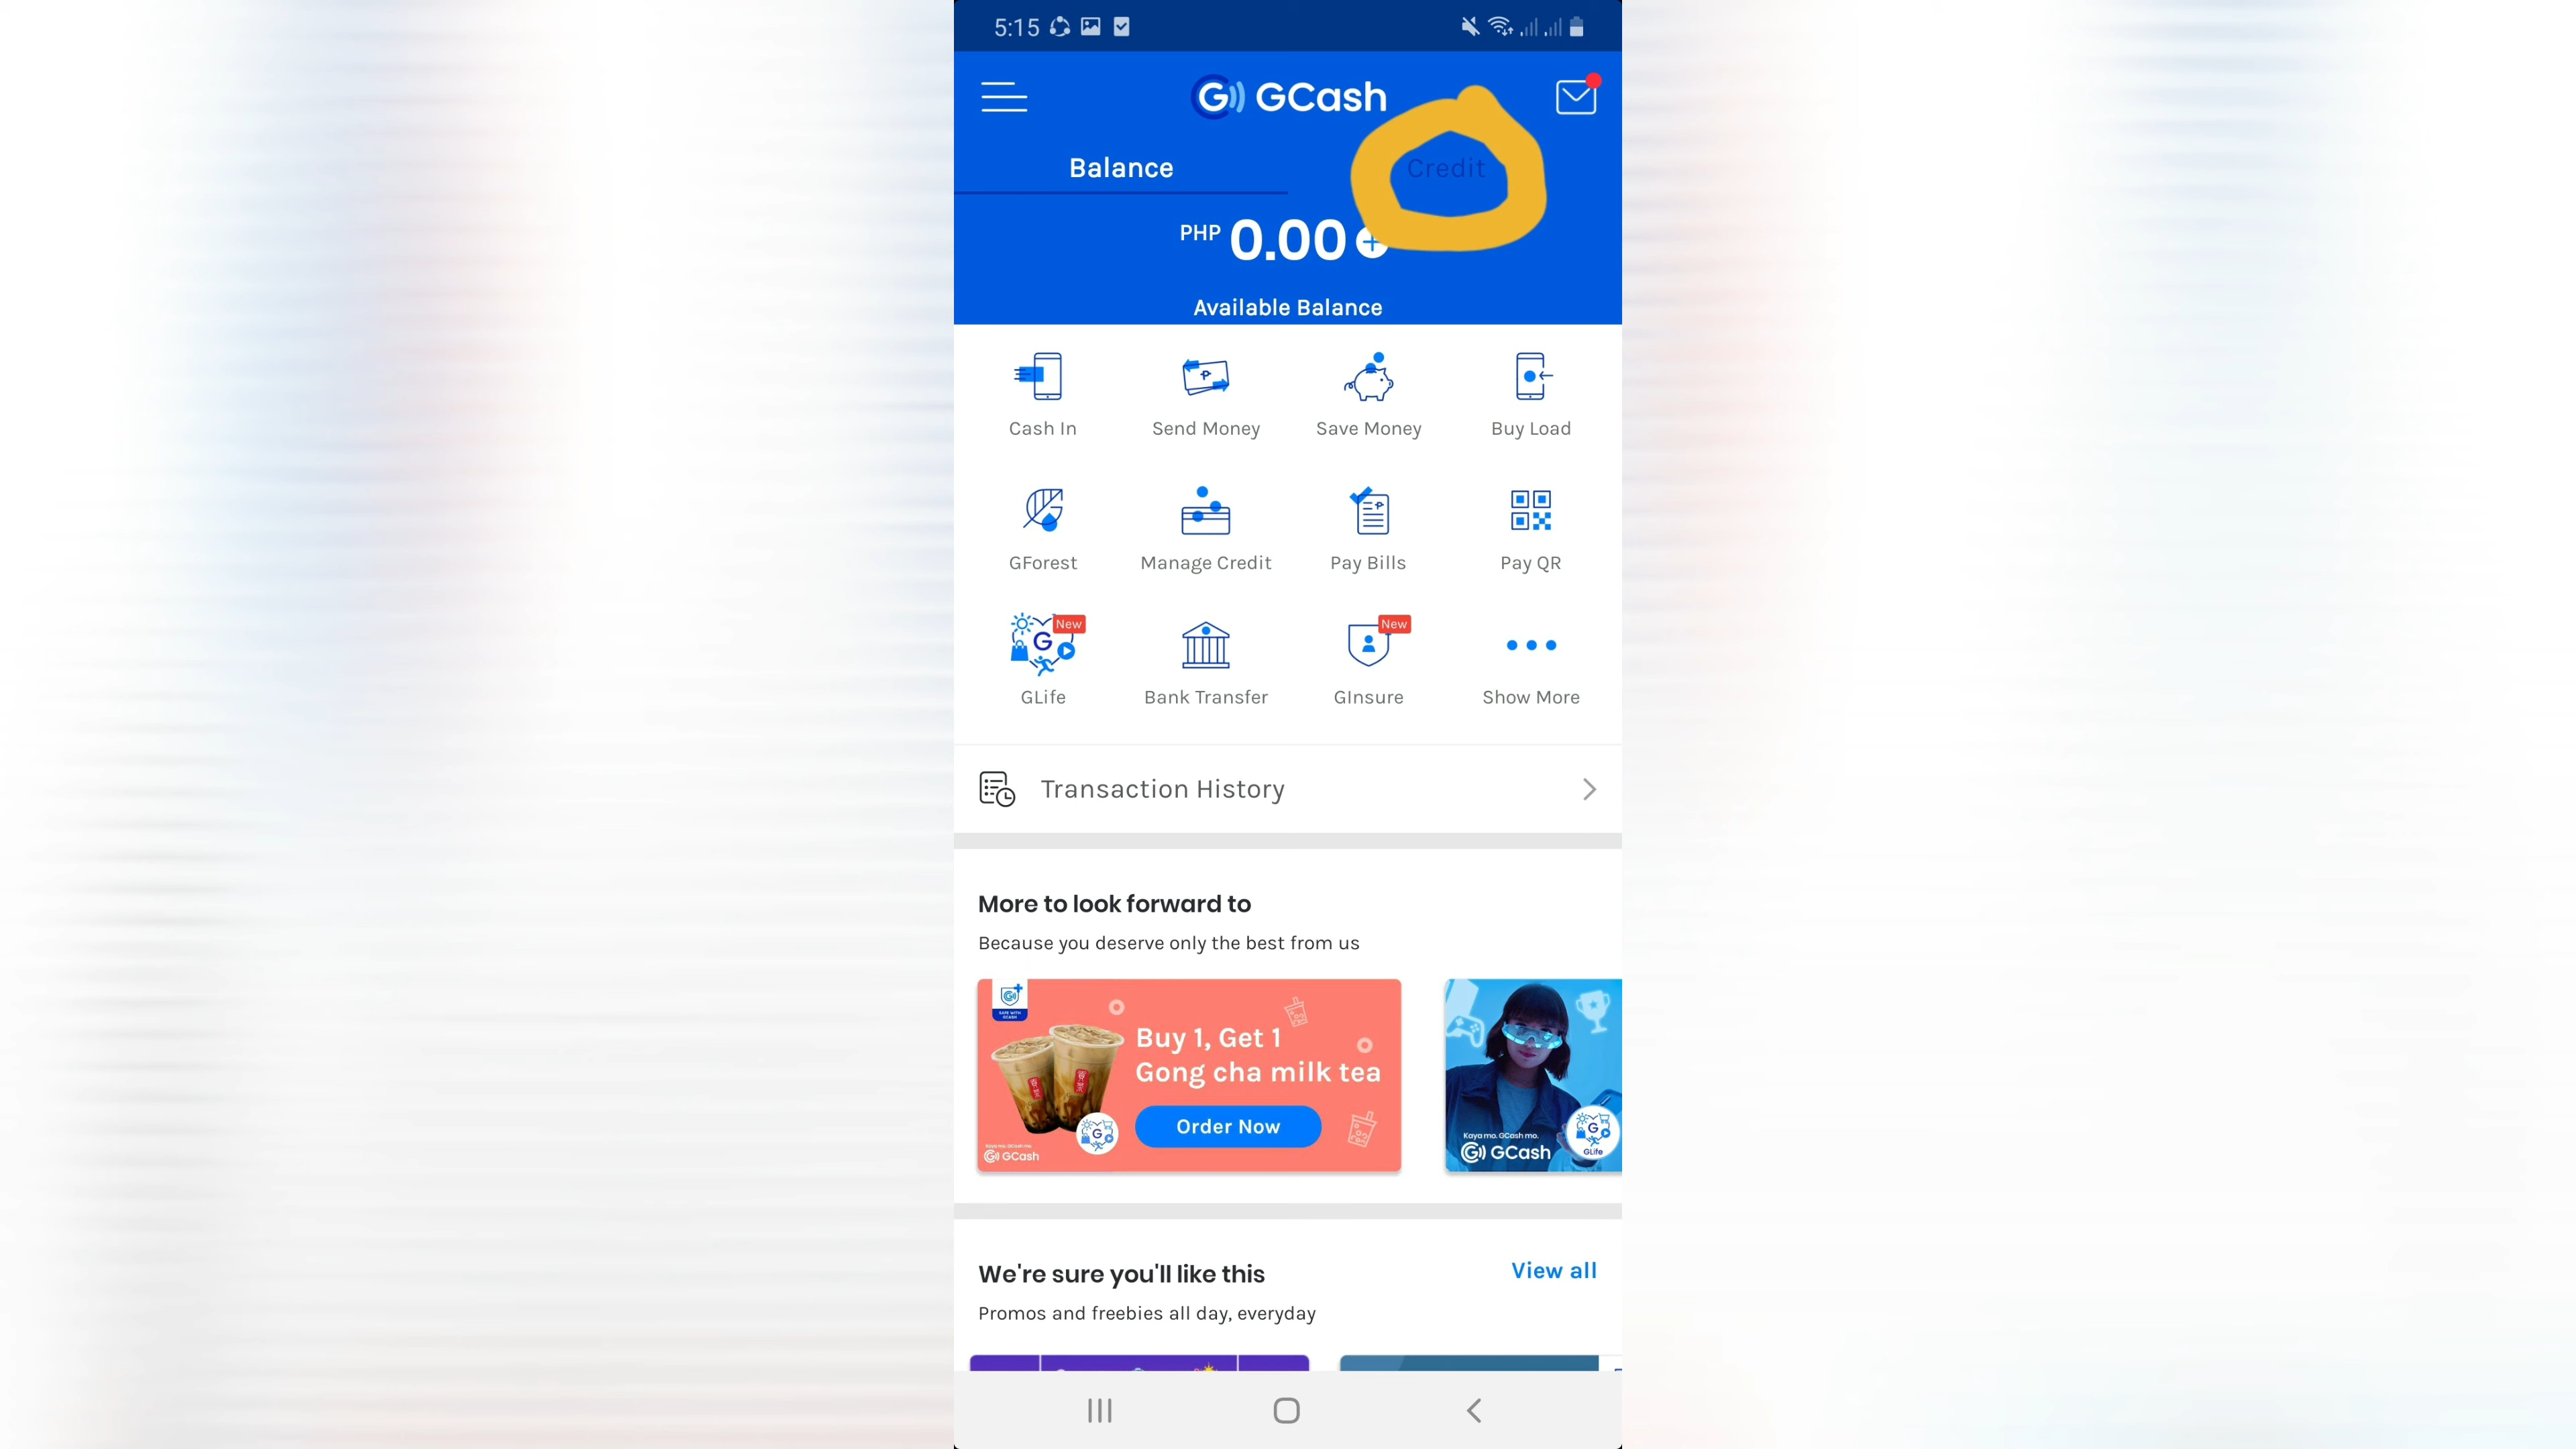 5:15
GCash
Balance
Credit
PHP 0.00 +
Available Balance
Cash In
Send Money
Save Money
Buy Load
GForest
Manage Credit
Pay Bills
Pay QR
New
New
GLife
Bank Transfer
GInsure
Show More
Transaction History
More to look forward to
Because you deserve only the best from us
SAFE WITH GCASH
Buy 1, Get 1
Gong cha milk tea
Order Now
Kaya mo. GCash mo.
GCash
Kaya mo. GCash mo.
GCash
GLife
We're sure you'll like this
View all
Promos and freebies all day, everyday